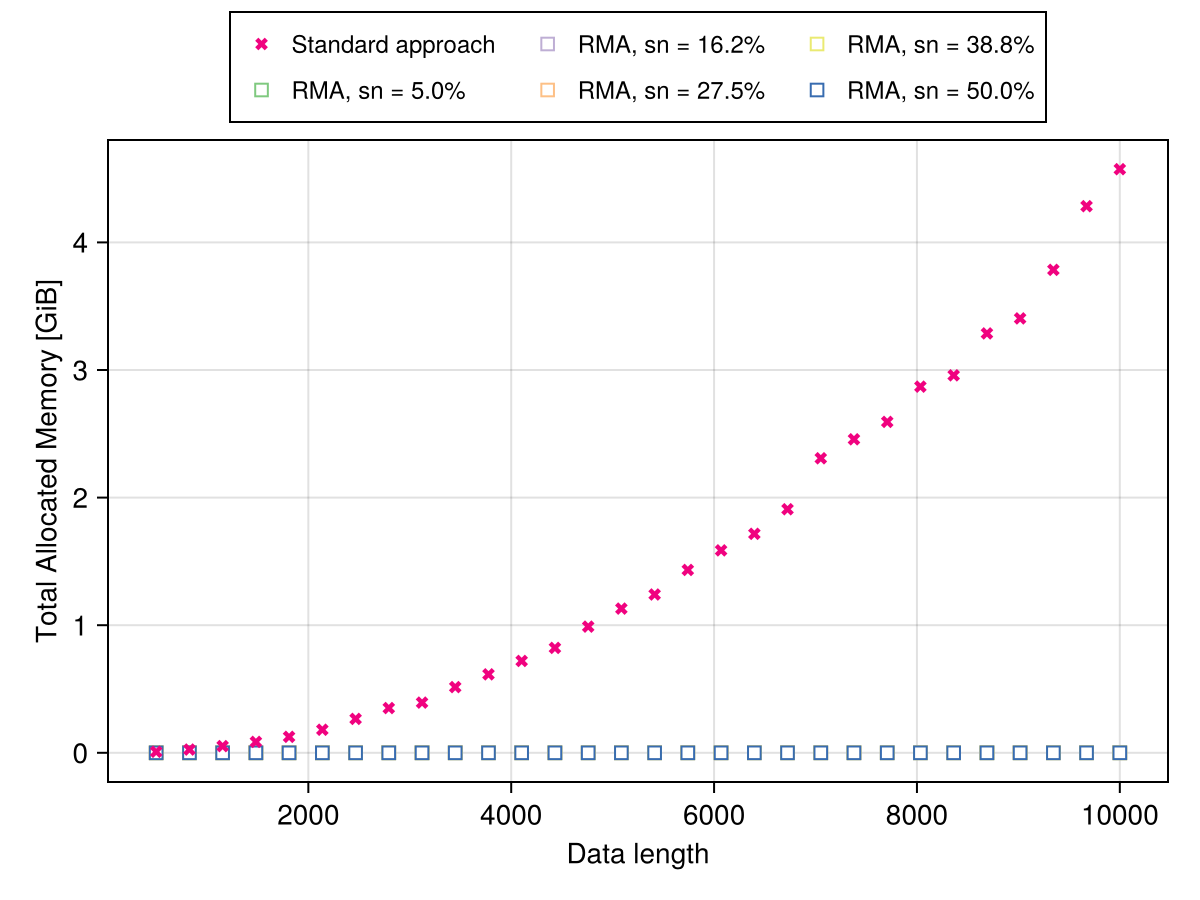 Standard approach
RMA, sn = 16.2%
RMA, sn = 38.8%
RMA, sn = 5.0%
RMA, sn = 27.5%
RMA, sn = 50.0%
Total Allocated Memory [GiB]
4
3
2
1
0
2000
4000
6000
8000
10000
Data length